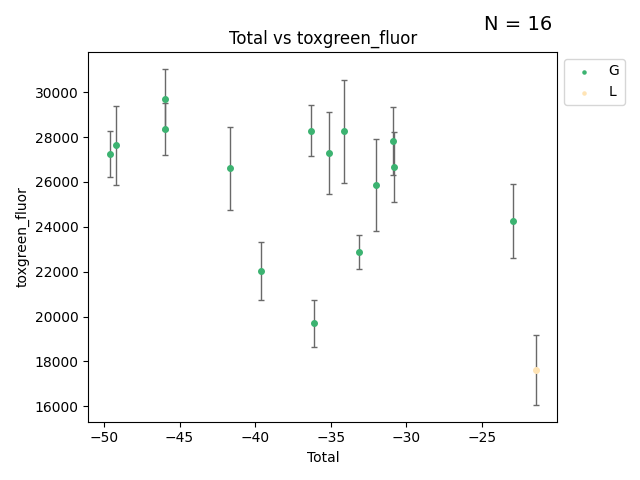 N = 16
Total vs toxgreen_fluor
G
L
30000
28000
26000
24000
22000
20000
18000
16000
toxgreen_fluor
−50
−45
−40
−35
−30
−25
Total